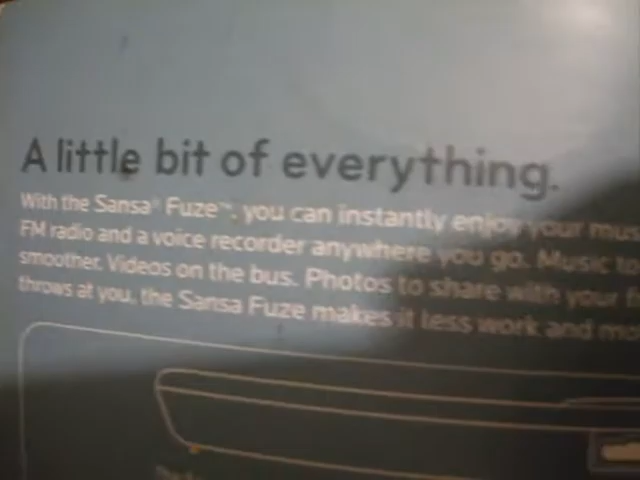 A little bit of everything.
With the Sansa® Fuze™, you can instantly enjoy your mus
FM radio and a voice recorder anywhere you go. Music to
smoother. Videos on the bus. Photos to share with your f
throws at you, the Sansa Fuze makes it less work and mo